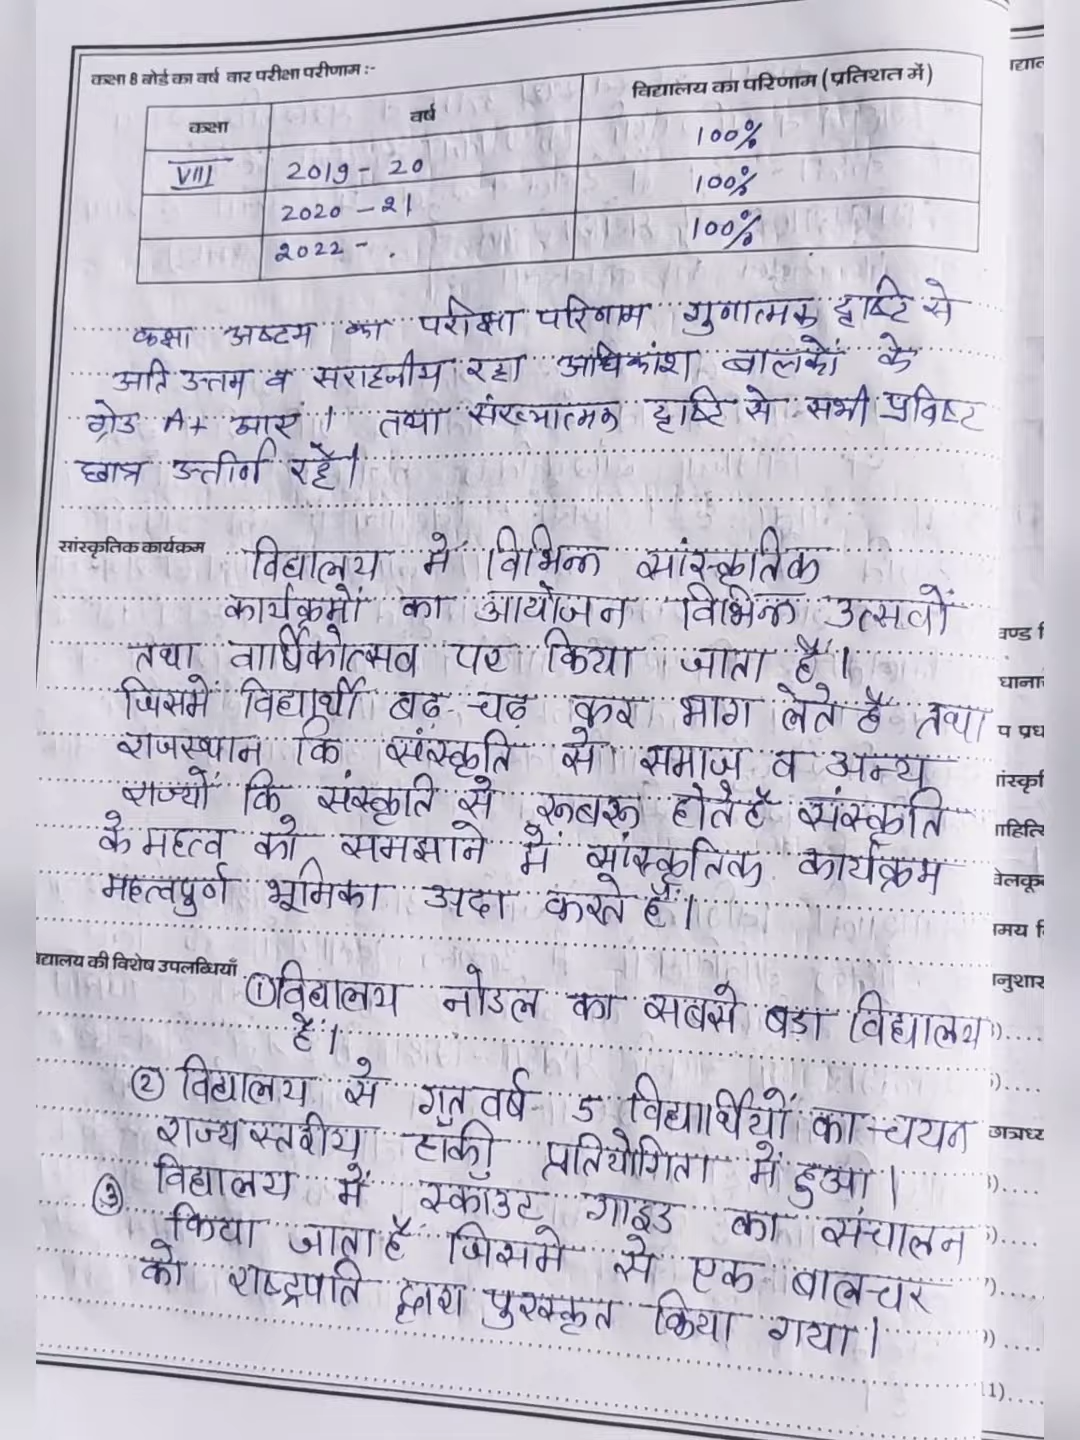 कक्षा 8 बोर्ड का वर्ष वार परीक्षा परीणाम :-
कक्षा वर्ष विद्यालय का परिणाम (प्रतिशत में)
VIII 2019 - 20 100%
2020 - 21 100%
2022 - . 100%
कक्षा अष्टम का परीक्षा परिणाम गुणात्मक दृष्टि से
अति उत्तम व सराहनीय रहा अधिकांश बालकों के
ग्रेड A+ आए । तथा संख्यात्मक दृष्टि से सभी प्रविष्ट
छात्र उत्तीर्ण रहें।
सांस्कृतिक कार्यक्रम विद्यालय में विभिन्न सांस्कृतिक
कार्यक्रमों का आयोजन विभिन्न उत्सवों
तथा वार्षिकोत्सव पर किया जाता है।
जिसमें विद्यार्थी बढ़-चढ़ कर भाग लेते है तथा
राजस्थान कि संस्कृति से समाज व अन्य
राज्यों कि संस्कृति से रूबरू होते है संस्कृति
के महत्व को समझाने में सांस्कृतिक कार्यक्रम
महत्वपुर्ण भूमिका अदा करते हैं।
द्यालय की विशेष उपलब्धियाँ ① विद्यालय नोडल का सबसे बडा विद्यालय
है।
② विद्यालय से गत वर्ष 5 विद्यार्थियों का चयन
राज्य स्तरीय हाकी प्रतियोगिता में हुआ।
③ विद्यालय में स्काउट गाइड का संचालन
किया जाता है जिसमे से एक बालचर
को राष्ट्रपति द्वारा पुरस्कृत किया गया।